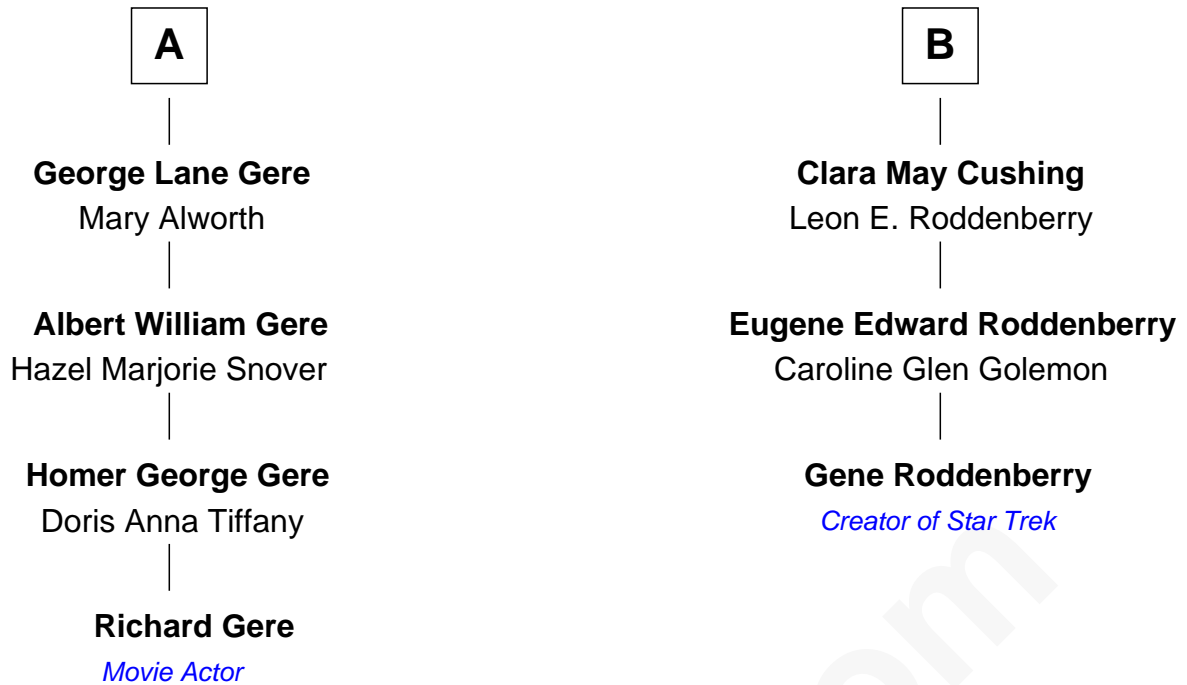 A
George Lane Gere
Mary Alworth
Albert William Gere
Hazel Marjorie Snover
Homer George Gere
Doris Anna Tiffany
Richard Gere
Movie Actor
B
Clara May Cushing
Leon E. Roddenberry
Eugene Edward Roddenberry
Caroline Glen Golemon
Gene Roddenberry
Creator of Star Trek
om